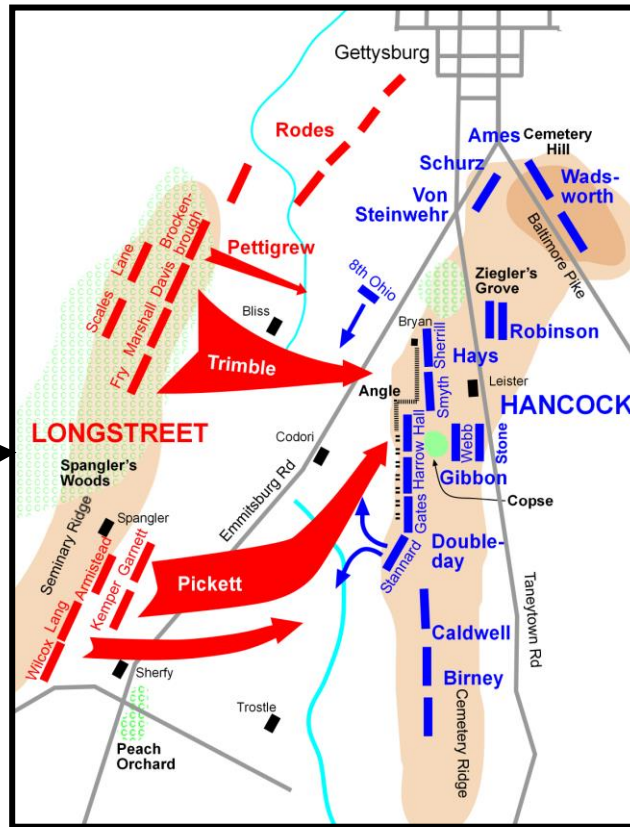 Gettysburg
Rodes
Ames
Cemetery
Hill
Schurz
Wads-
worth
Von
Steinwehr
Baltimore Pike
Brocken-
brough
Pettigrew
Lane
Davis
8th Ohio
Ziegler's
Grove
Scales
Marshall
Bliss
Bryan
Sherrill
Robinson
Hays
Fry
Trimble
Smyth
Leister
Angle
HANCOCK
LONGSTREET
Codori
Hall
Webb
Stone
Spangler's
Woods
Emmitsburg Rd
Harrow
Gibbon
Copse
Seminary Ridge
Spangler
Gates
Armistead
Garnett
Pickett
Stannard
Double-
day
Taneytown Rd
Lang
Kemper
Wilcox
Caldwell
Sherfy
Birney
Trostle
Cemetery Ridge
Peach
Orchard